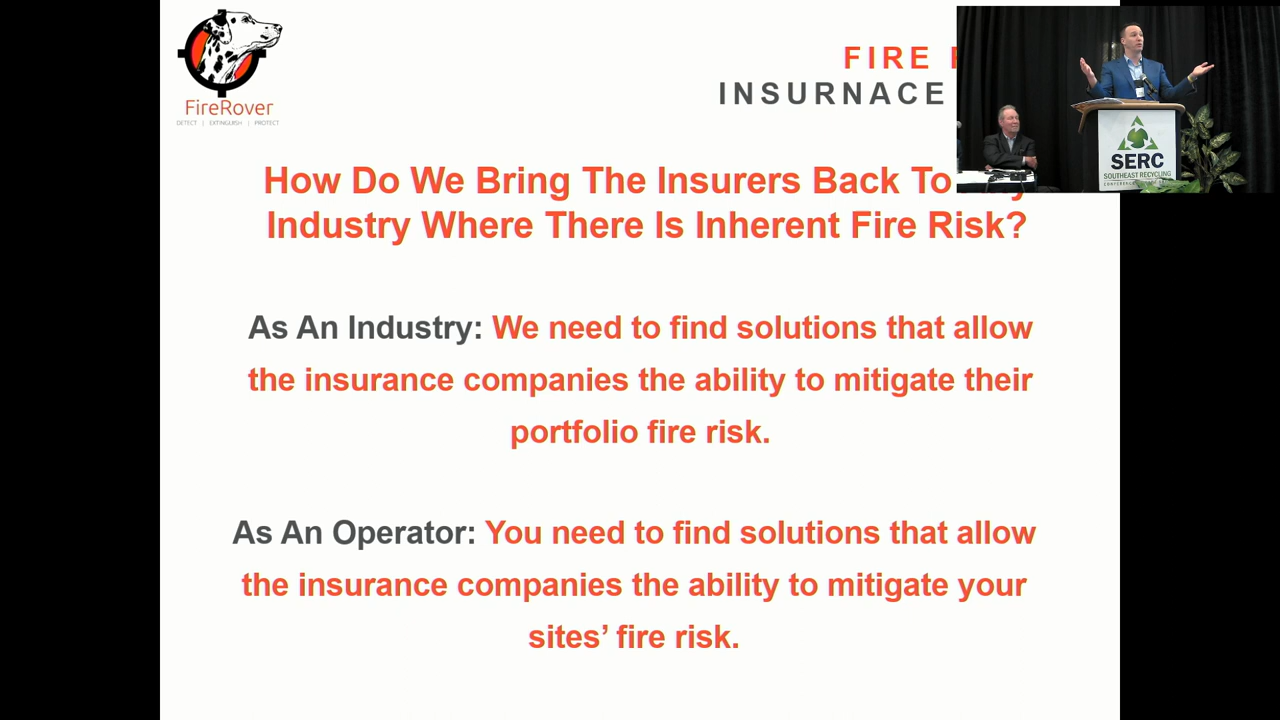 FireRover
DETECT | EXTINGUISH | PROTECT
FIRE
INSURNACE
How Do We Bring The Insurers Back To
Industry Where There Is Inherent Fire Risk?
As An Industry: We need to find solutions that allow
the insurance companies the ability to mitigate their
portfolio fire risk.
As An Operator: You need to find solutions that allow
the insurance companies the ability to mitigate your
sites’ fire risk.
SERC
SOUTHEAST RECYCLING